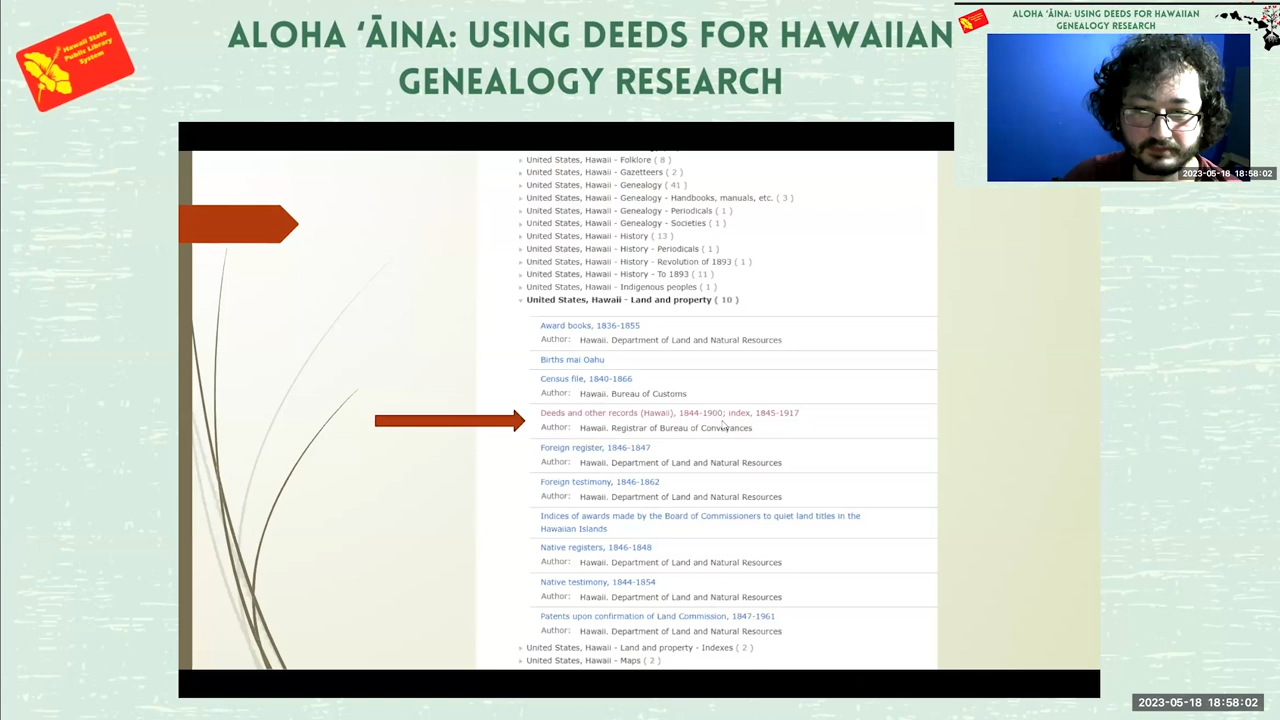 Hawaii State
Public Library
System
ALOHA ʻĀINA: USING DEEDS FOR HAWAIIAN
GENEALOGY RESEARCH
ALOHA ʻĀINA: USING DEEDS FOR HAWAIIAN
GENEALOGY RESEARCH
2023-05-18 18:58:02
United States, Hawaii - Folklore ( 8 )
United States, Hawaii - Gazetteers ( 2 )
United States, Hawaii - Genealogy ( 41 )
United States, Hawaii - Genealogy - Handbooks, manuals, etc. ( 3 )
United States, Hawaii - Genealogy - Periodicals ( 1 )
United States, Hawaii - Genealogy - Societies ( 1 )
United States, Hawaii - History ( 13 )
United States, Hawaii - History - Periodicals ( 1 )
United States, Hawaii - History - Revolution of 1893 ( 1 )
United States, Hawaii - History - To 1893 ( 11 )
United States, Hawaii - Indigenous peoples ( 1 )
United States, Hawaii - Land and property ( 10 )
Award books, 1836-1855
Author: Hawaii. Department of Land and Natural Resources
Births mai Oahu
Census file, 1840-1866
Author: Hawaii. Bureau of Customs
Deeds and other records (Hawaii), 1844-1900; index, 1845-1917
Author: Hawaii. Registrar of Bureau of Conveyances
Foreign register, 1846-1847
Author: Hawaii. Department of Land and Natural Resources
Foreign testimony, 1846-1862
Author: Hawaii. Department of Land and Natural Resources
Indices of awards made by the Board of Commissioners to quiet land titles in the
Hawaiian Islands
Native registers, 1846-1848
Author: Hawaii. Department of Land and Natural Resources
Native testimony, 1844-1854
Author: Hawaii. Department of Land and Natural Resources
Patents upon confirmation of Land Commission, 1847-1961
Author: Hawaii. Department of Land and Natural Resources
United States, Hawaii - Land and property - Indexes ( 2 )
United States, Hawaii - Maps ( 2 )
2023-05-18 18:58:02